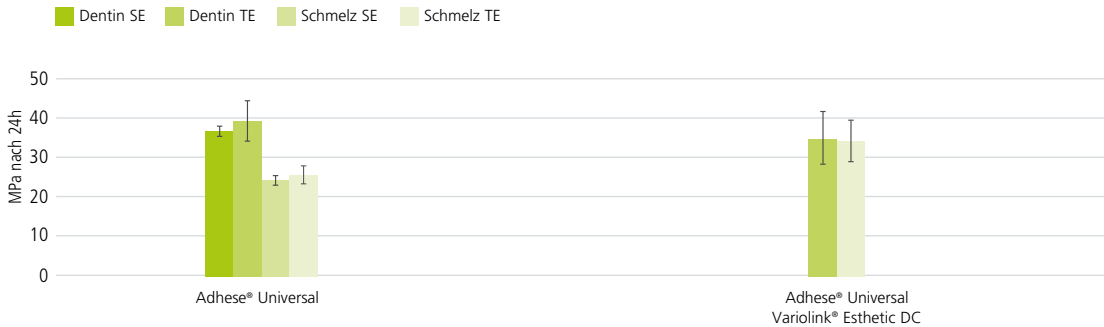 Dentin SE Dentin TE Schmelz SE Schmelz TE
MPa nach 24h
50
40
30
20
10
0
Adhese® Universal
Adhese® Universal
Variolink® Esthetic DC